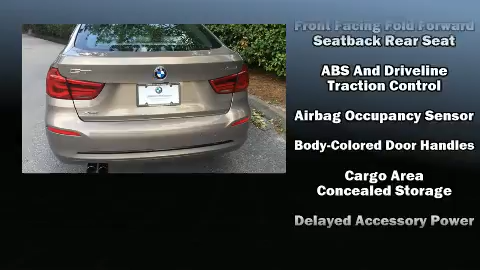 Front Facing Fold Forward
Seatback Rear Seat
ABS And Driveline
Traction Control
Airbag Occupancy Sensor
Body-Colored Door Handles
Cargo Area
Concealed Storage
Delayed Accessory Power